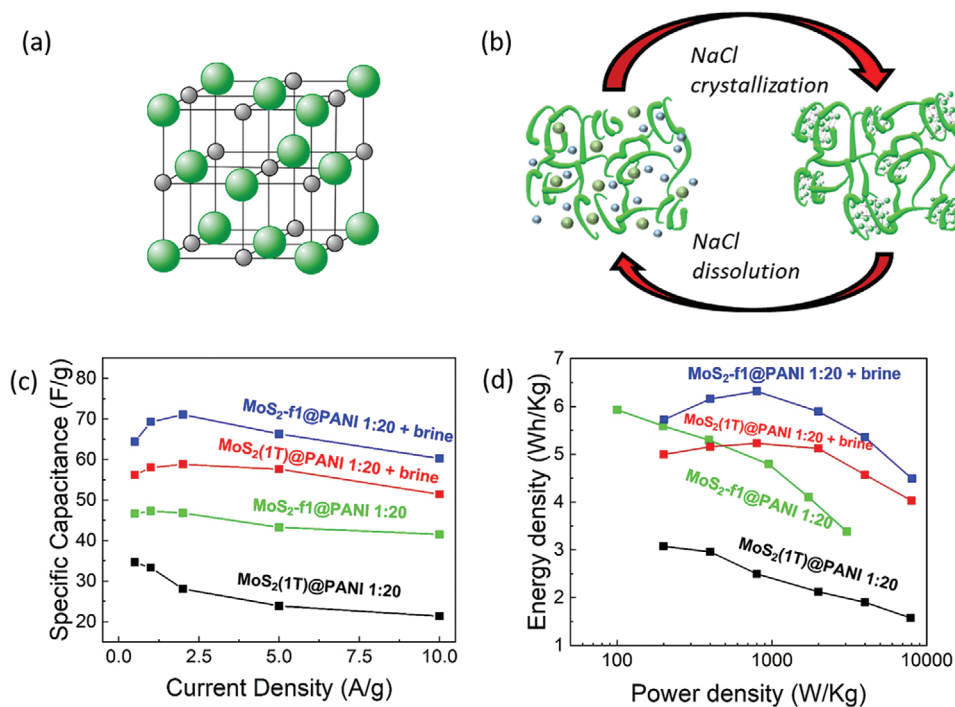 (a)
(b)
NaCl
crystallization
NaCl
dissolution
(c)
Specific Capacitance (F/g)
80
70
60
50
40
30
20
MoS₂-f1@PANI 1:20 + brine
MoS₂(1T)@PANI 1:20 + brine
MoS₂-f1@PANI 1:20
MoS₂(1T)@PANI 1:20
0.0
2.5
5.0
7.5
10.0
Current Density (A/g)
(d)
Energy density (Wh/Kg)
7
6
5
4
3
2
1
MoS₂-f1@PANI 1:20 + brine
MoS₂(1T)@PANI 1:20 + brine
MoS₂-f1@PANI 1:20
MoS₂(1T)@PANI 1:20
100
1000
10000
Power density (W/Kg)